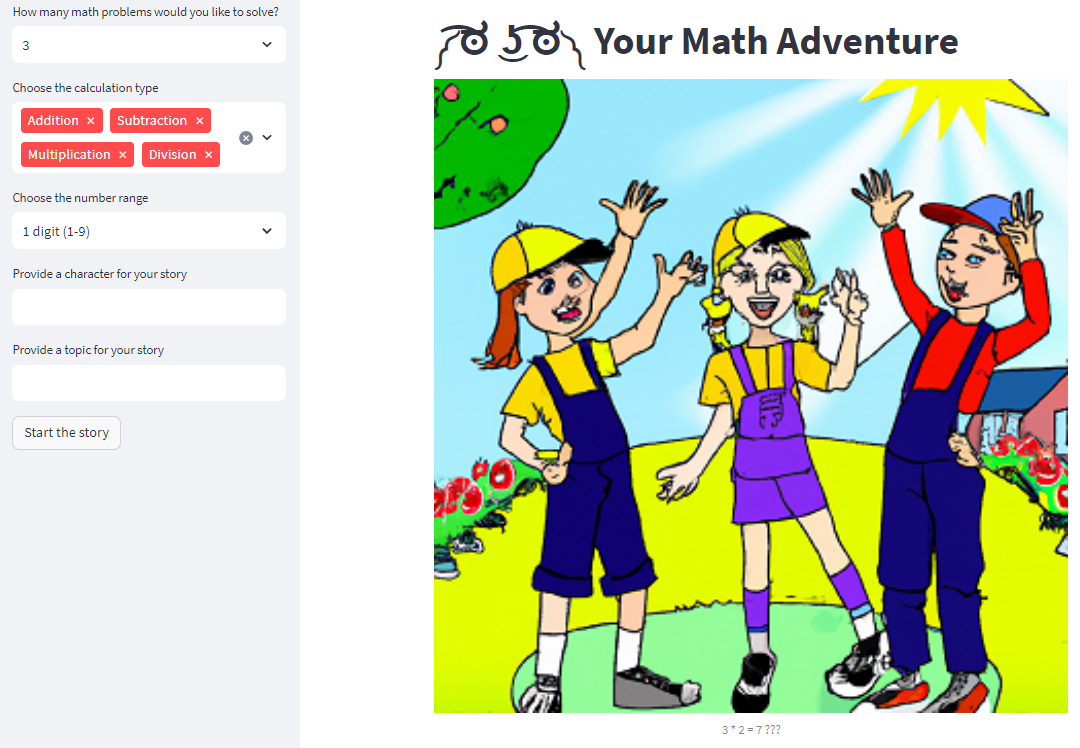 How many math problems would you like to solve?
3
Choose the calculation type
Addition × Subtraction ×
Multiplication × Division ×
Choose the number range
1 digit (1-9)
Provide a character for your story
Provide a topic for your story
Start the story
༼ ͠ಠ ͟ʖ ಠ༽ Your Math Adventure
3 * 2 = 7 ???